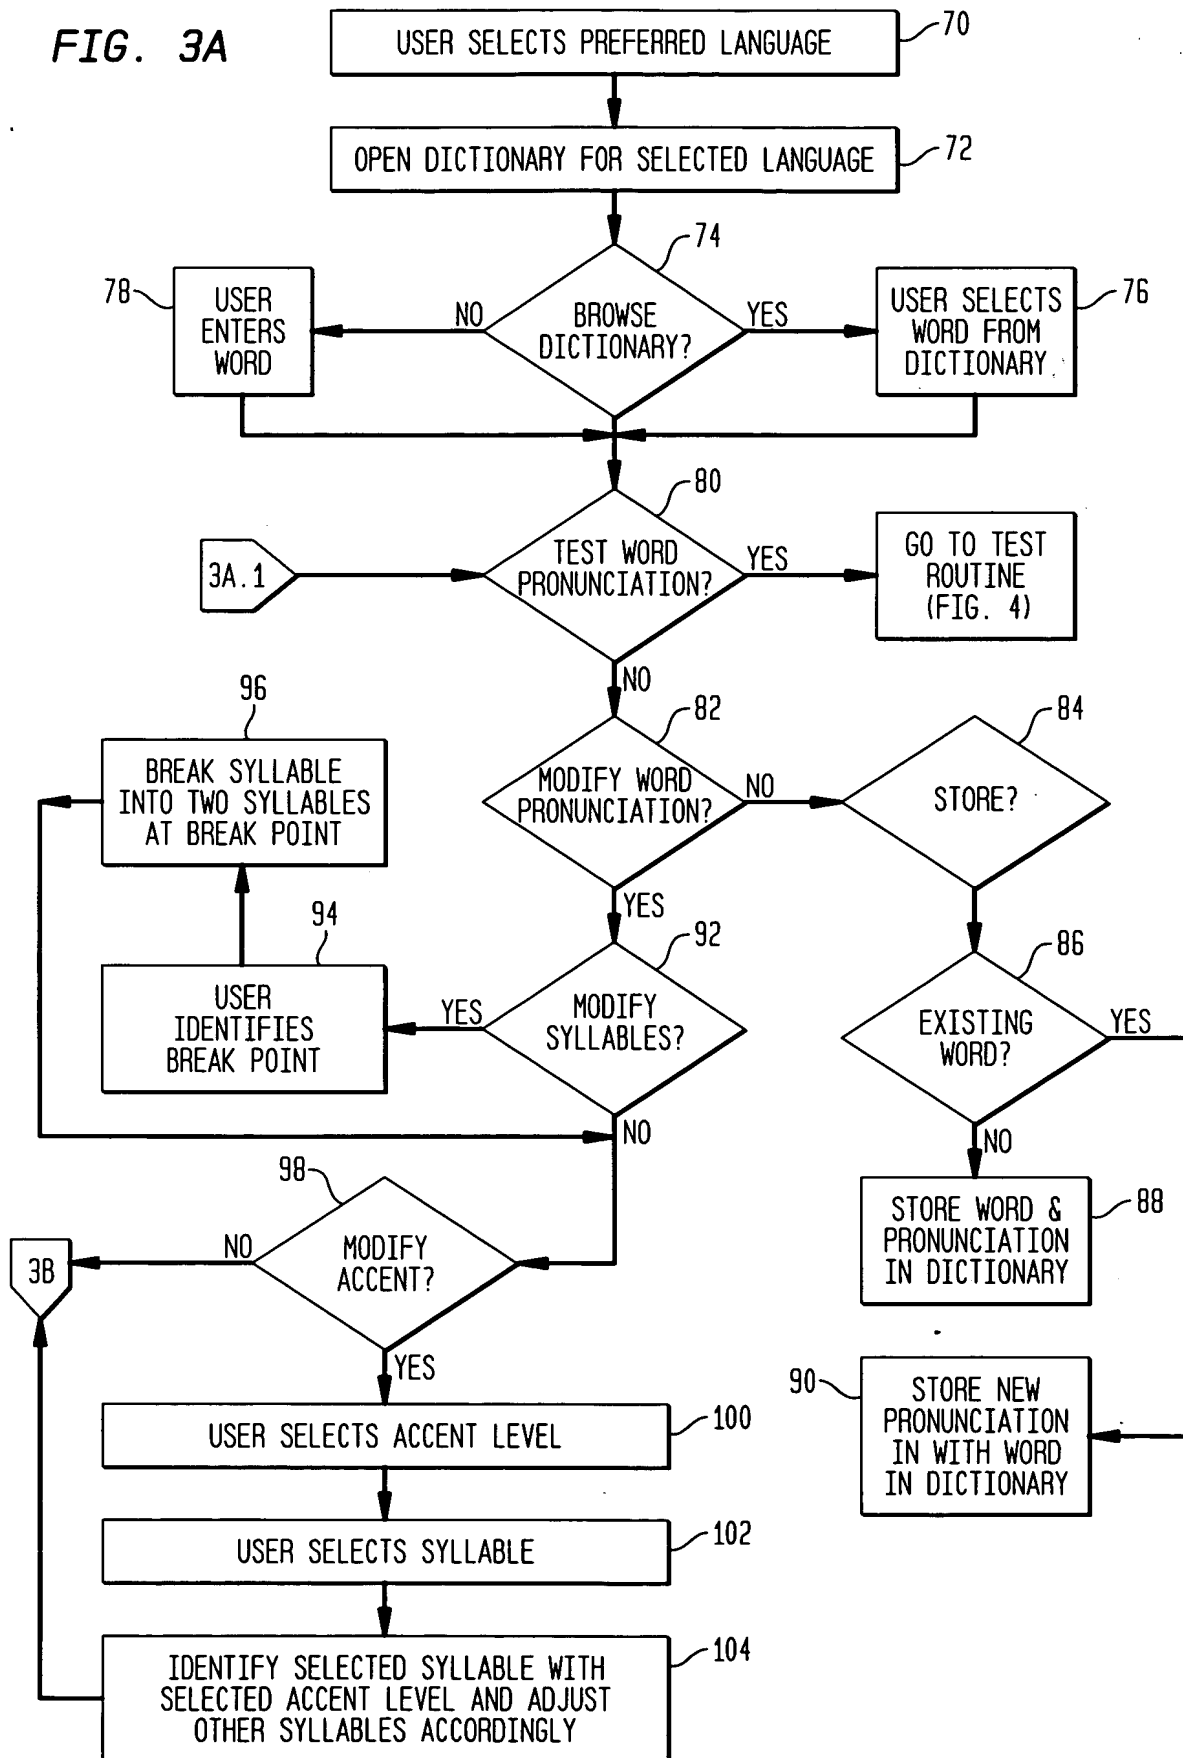 FIG. 3A
USER SELECTS PREFERRED LANGUAGE
70
OPEN DICTIONARY FOR SELECTED LANGUAGE
72
74
BROWSE
DICTIONARY?
NO
YES
78
USER
ENTERS
WORD
76
USER SELECTS
WORD FROM
DICTIONARY
80
3A.1
TEST WORD
PRONUNCIATION?
YES
GO TO TEST
ROUTINE
(FIG. 4)
NO
82
MODIFY WORD
PRONUNCIATION?
NO
84
STORE?
96
BREAK SYLLABLE
INTO TWO SYLLABLES
AT BREAK POINT
YES
94
USER
IDENTIFIES
BREAK POINT
92
YES
MODIFY
SYLLABLES?
NO
86
EXISTING
WORD?
YES
NO
88
STORE WORD &
PRONUNCIATION
IN DICTIONARY
98
3B
NO
MODIFY
ACCENT?
YES
90
STORE NEW
PRONUNCIATION
IN WITH WORD
IN DICTIONARY
USER SELECTS ACCENT LEVEL
100
USER SELECTS SYLLABLE
102
IDENTIFY SELECTED SYLLABLE WITH
SELECTED ACCENT LEVEL AND ADJUST
OTHER SYLLABLES ACCORDINGLY
104